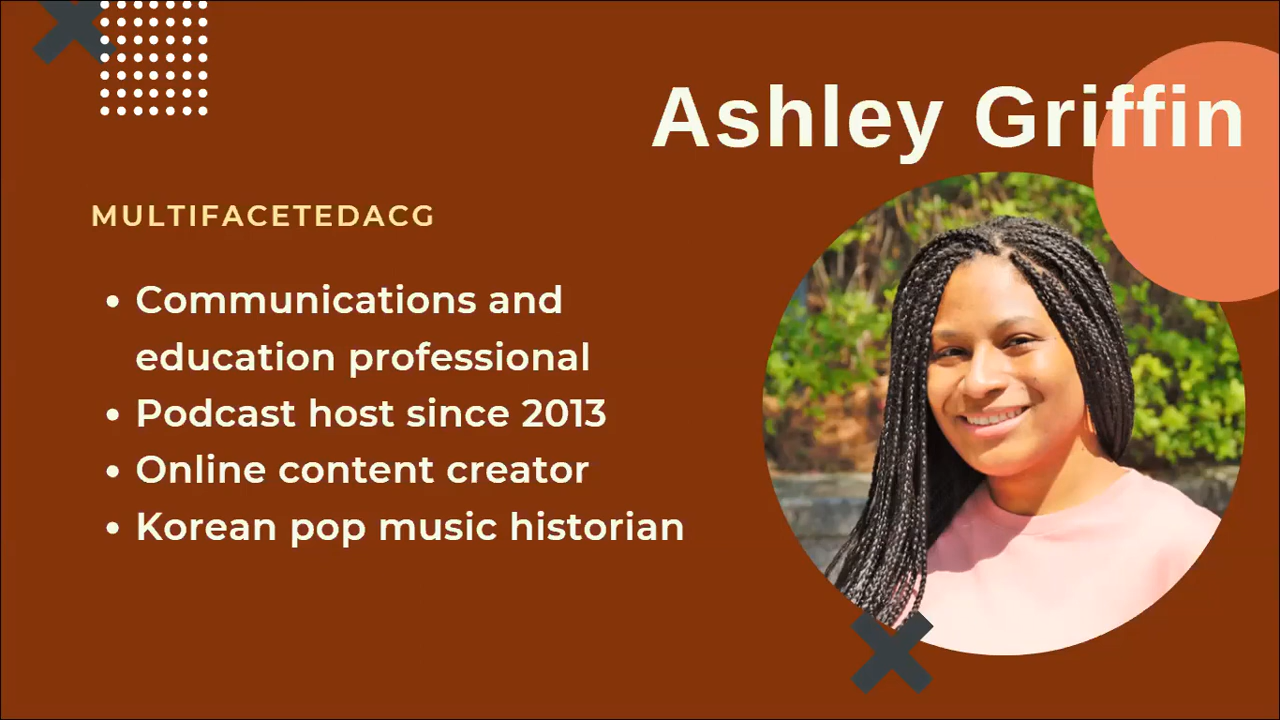 Ashley Griffin
MULTIFACETEDACG
• Communications and
education professional
• Podcast host since 2013
• Online content creator
• Korean pop music historian